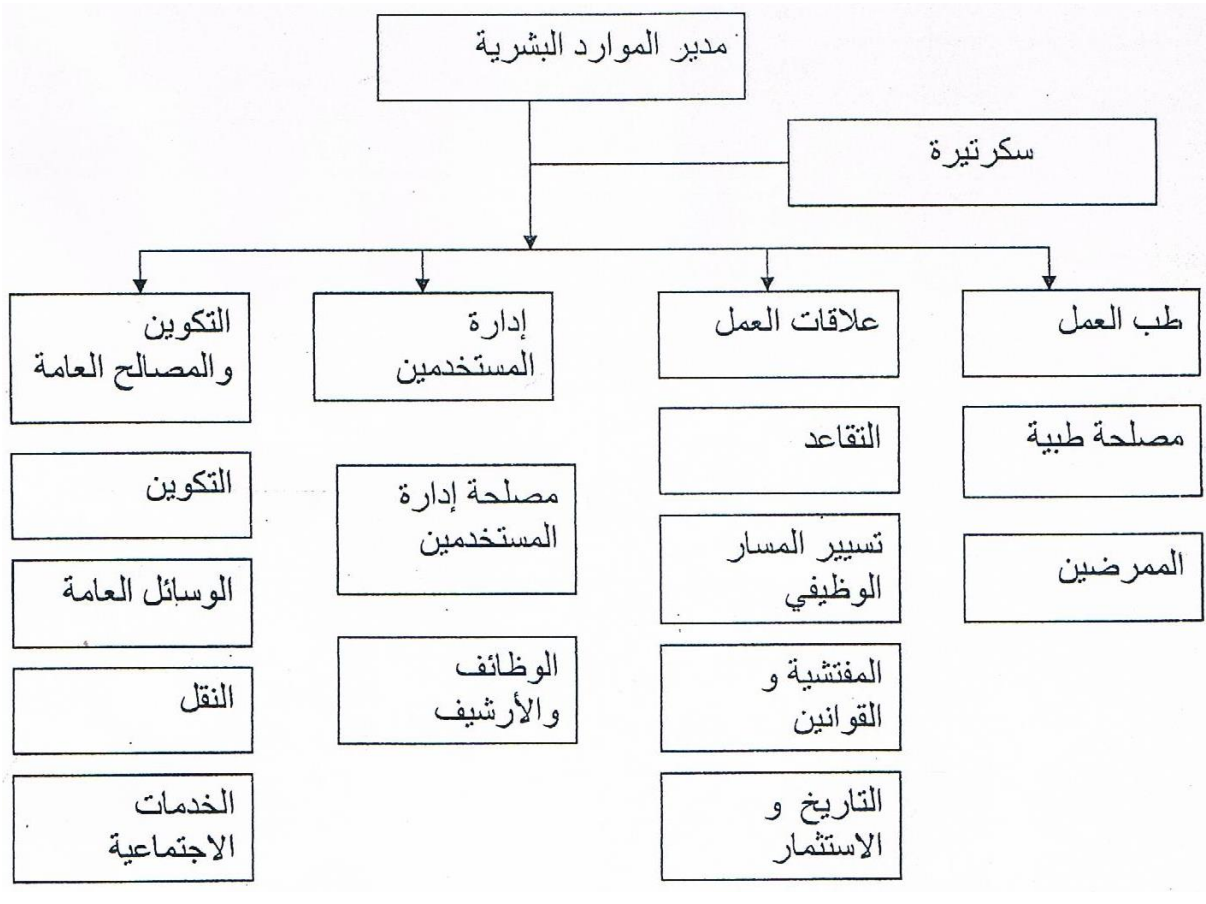 مدير الموارد البشرية
سكرتيرة
طب العمل
علاقات العمل
إدارة
المستخدمين
التكوين
والمصالح العامة
مصلحة طبية
الممرضين
التقاعد
تسيير المسار
الوظيفي
المفتشية و
القوانين
التاريخ و
الاستثمار
مصلحة إدارة
المستخدمين
الوظائف
والأرشيف
التكوين
الوسائل العامة
النقل
الخدمات
الاجتماعية